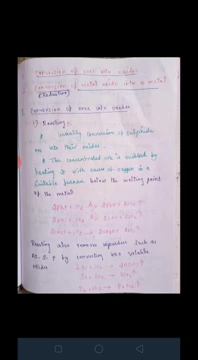 Conversion of ores into oxides
Conversion of metal oxide into a metal
(Reduction)
Conversion of ores into oxides
1) Roasting :
* Usually conversion of sulphide
ore into their oxides.
* The concentrated ore is oxidised by
heating it with excess of oxygen in a
suitable furnace below the melting point
of the metal
Roasting also removes impurities such as
As, S, P by converting into volatile
oxides